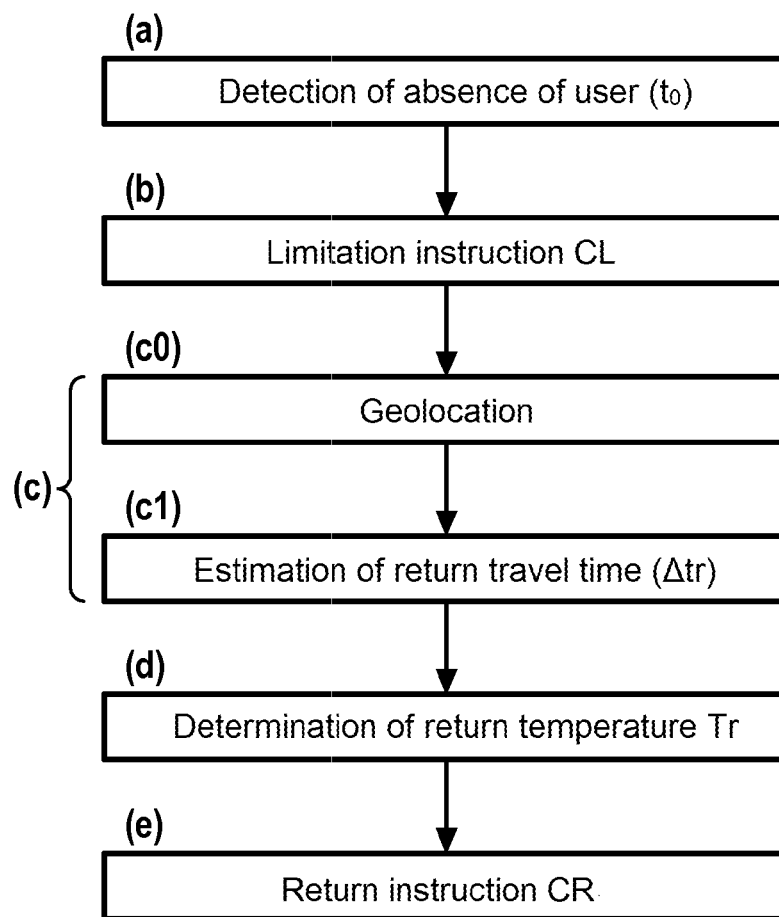 (a)
Detection of absence of user (t₀)
(b)
Limitation instruction CL
(c0)
Geolocation
(c)
(c1)
Estimation of return travel time (Δtr)
(d)
Determination of return temperature Tr
(e)
Return instruction CR